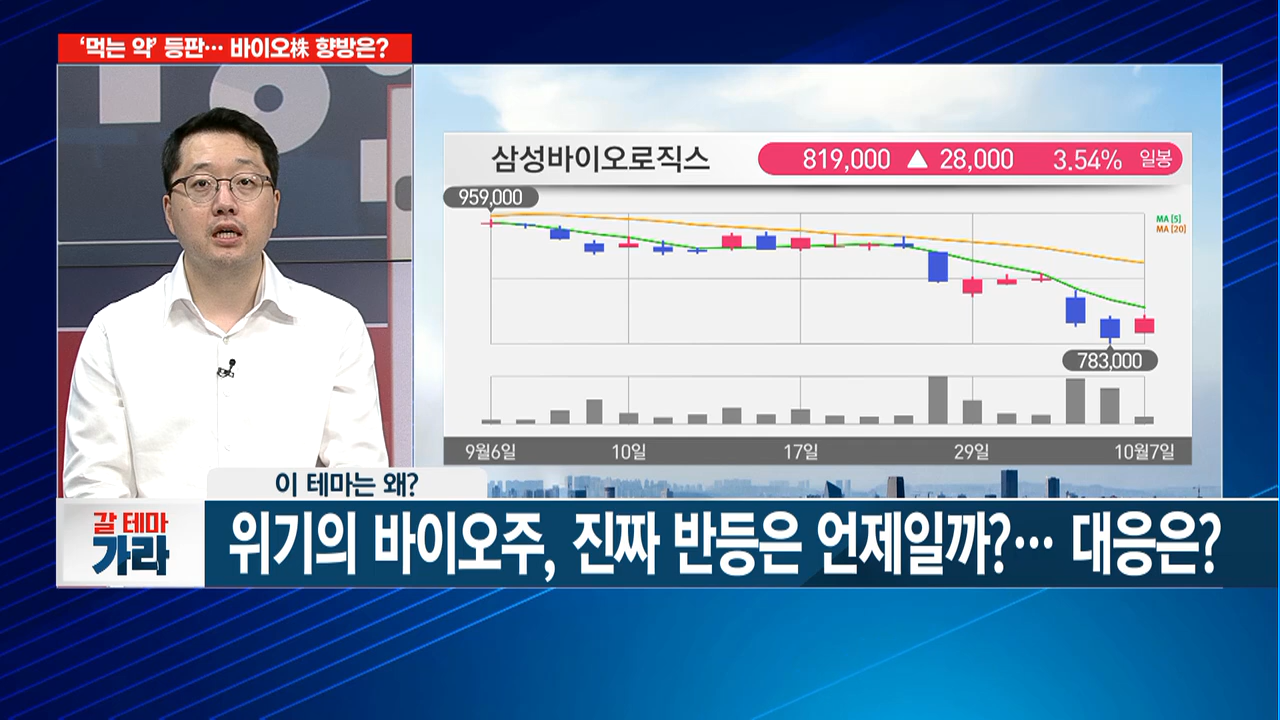 ‘먹는 약’ 등판… 바이오株 향방은?
삼성바이오로직스 819,000 ▲ 28,000 3.54% 일봉
959,000
MA [5]
MA [20]
783,000
9월6일 10일 17일 29일 10월7일
이 테마는 왜?
갈 테마
가라
위기의 바이오주, 진짜 반등은 언제일까?… 대응은?